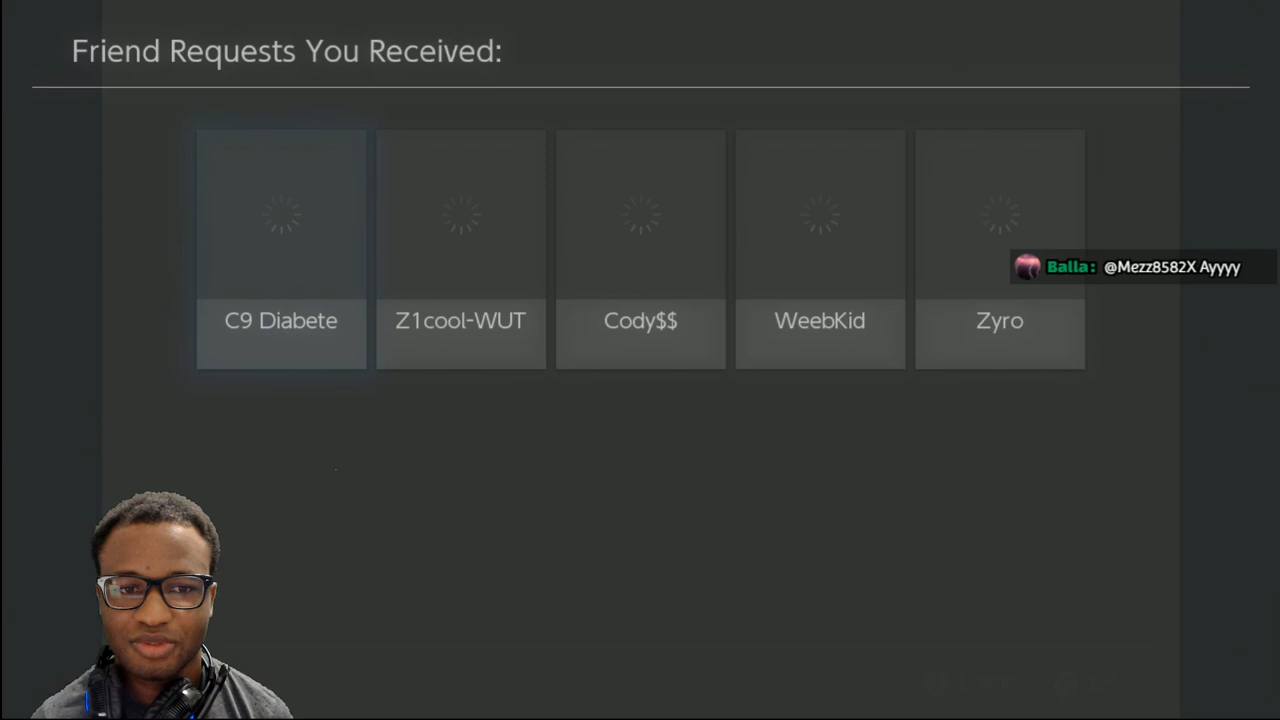 Friend Requests You Received:
C9 Diabete
Z1cool-WUT
Cody$$
WeebKid
Zyro
Balla: @Mezz8582X Ayyyy